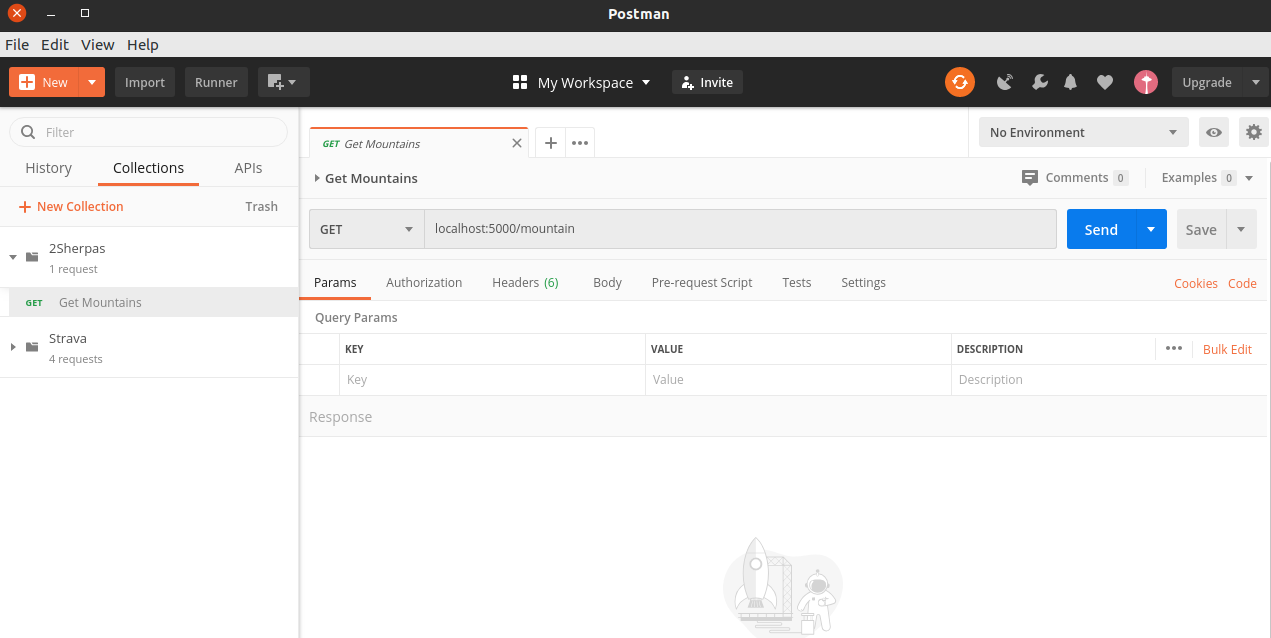 Postman
File Edit View Help
New Import Runner My Workspace Invite Upgrade
Filter
History Collections APIs
New Collection Trash
2Sherpas
1 request
GET Get Mountains
Strava
4 requests
GET Get Mountains No Environment
Get Mountains Comments 0 Examples 0
GET localhost:5000/mountain Send Save
Params Authorization Headers (6) Body Pre-request Script Tests Settings Cookies Code
Query Params
KEY VALUE DESCRIPTION Bulk Edit
Key Value Description
Response